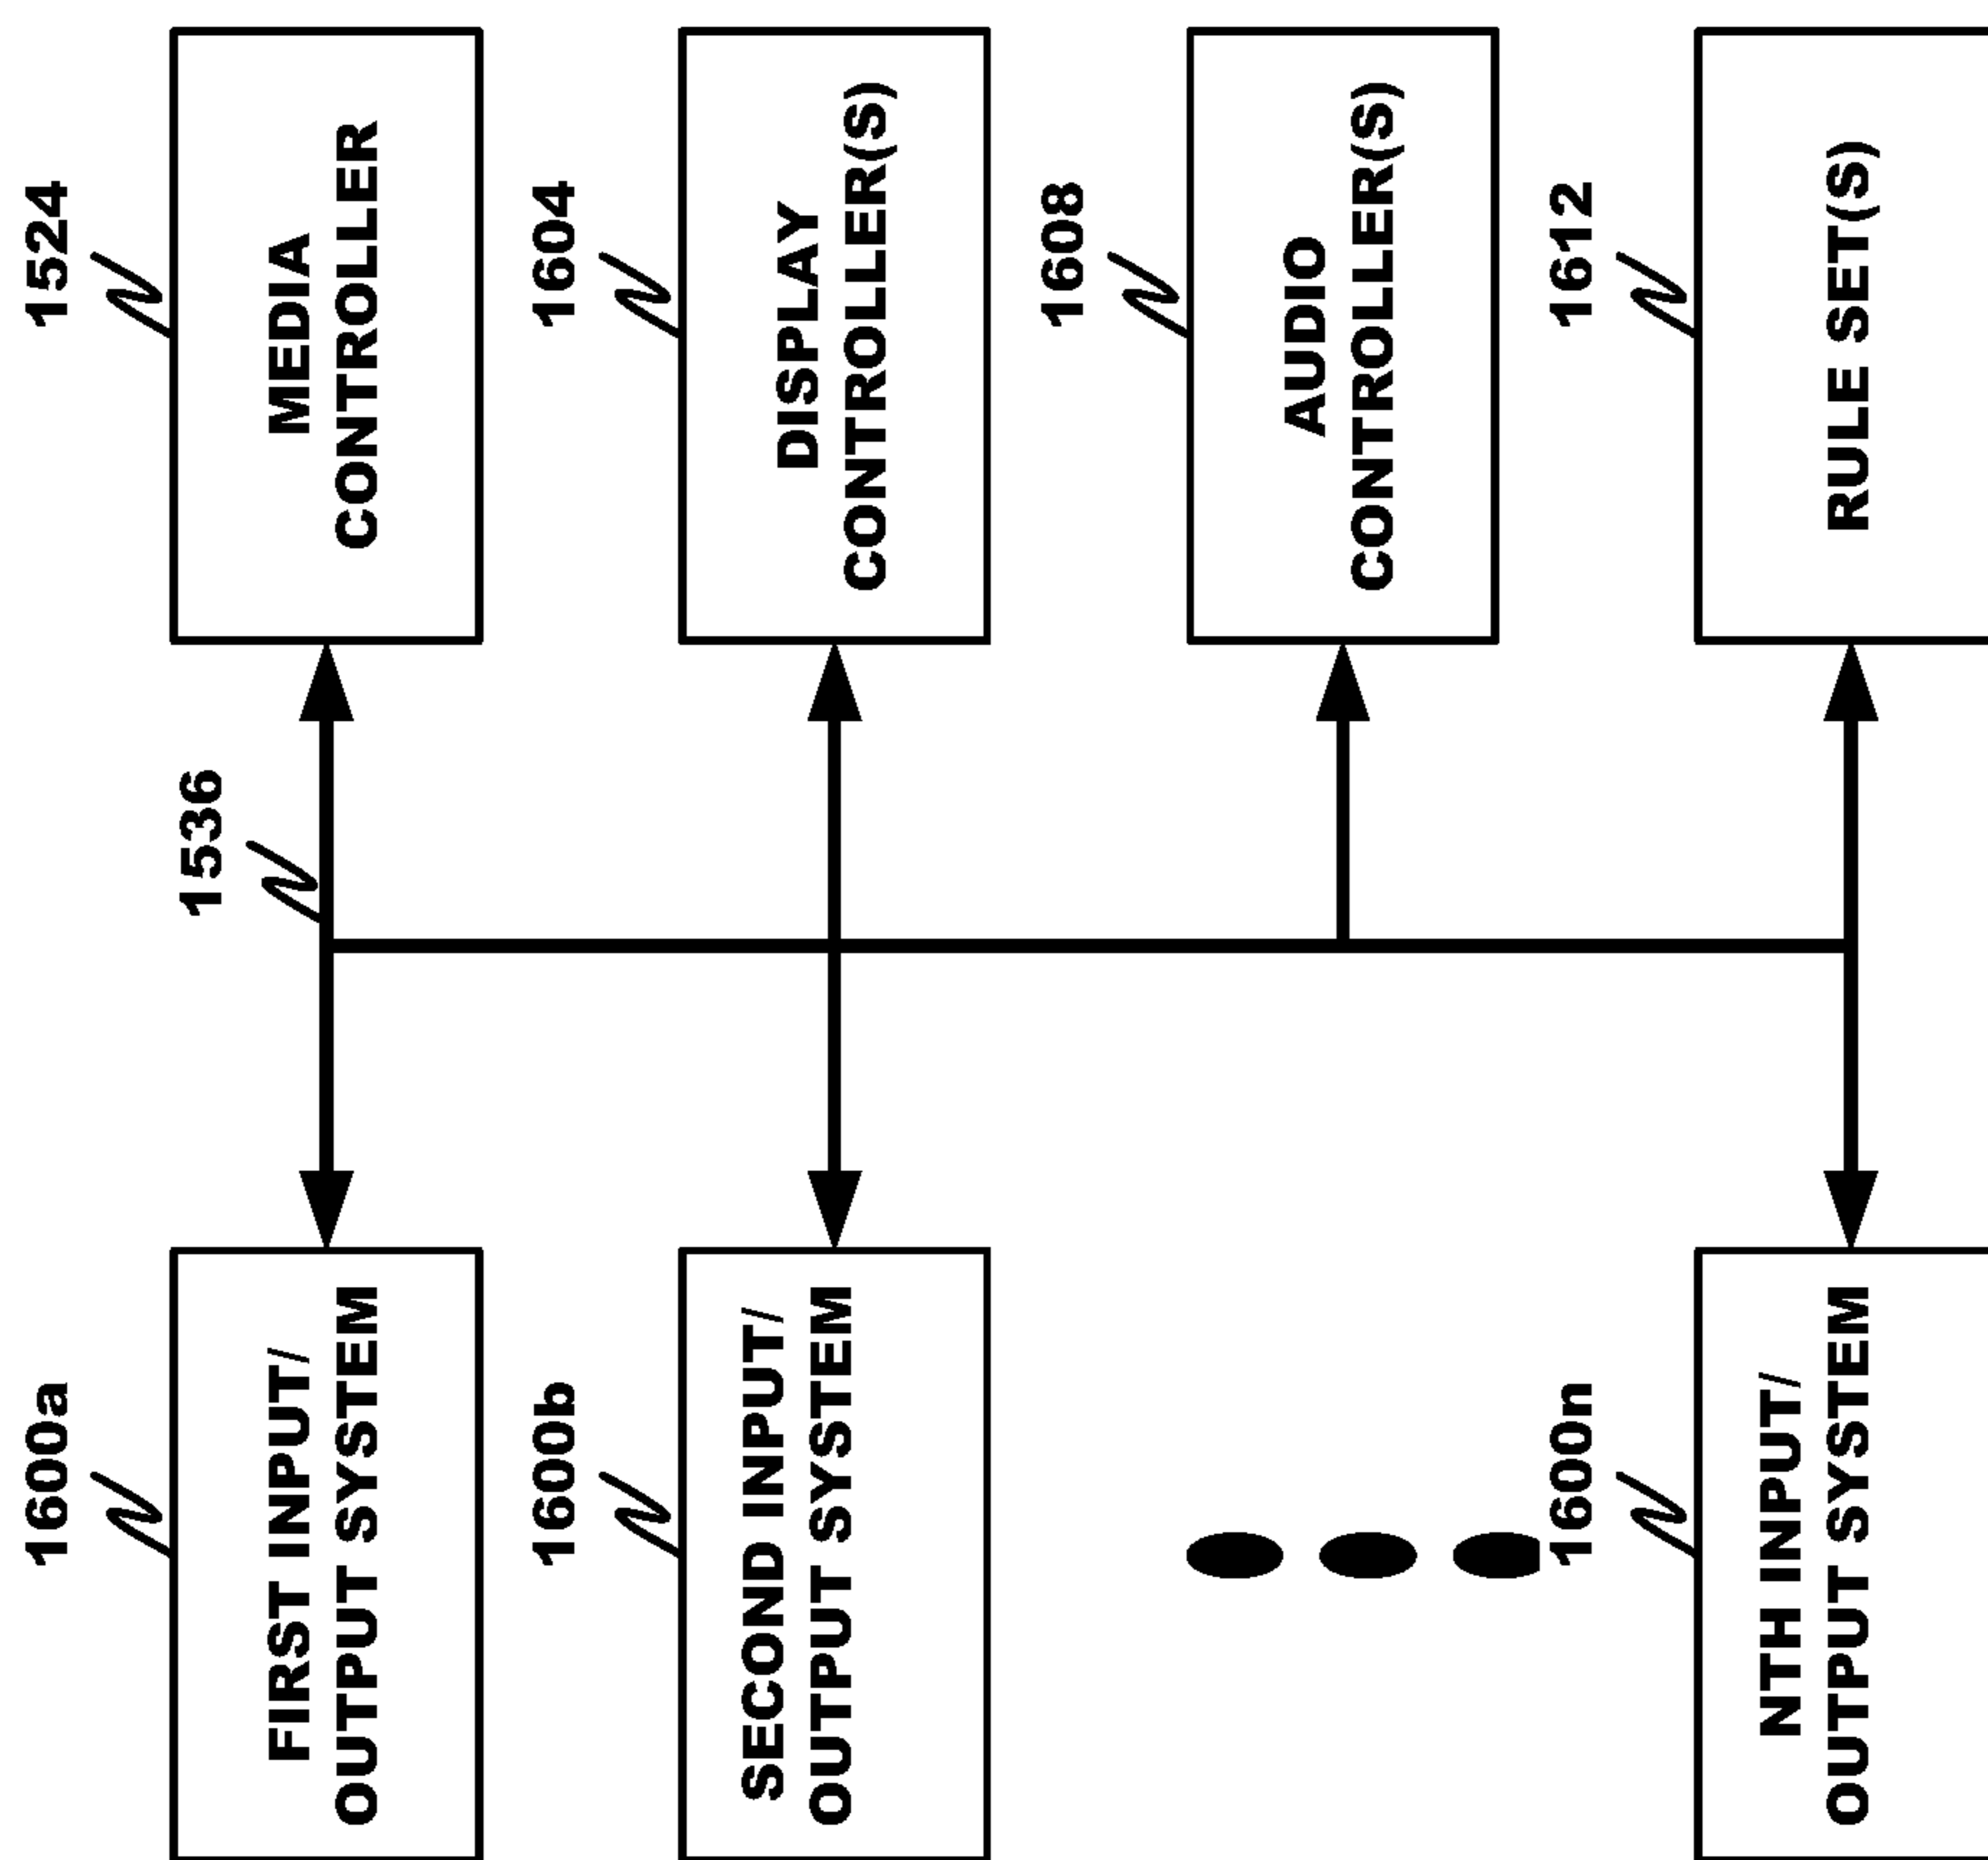 1600a
FIRST INPUT/
OUTPUT SYSTEM
1536
1524
MEDIA
CONTROLLER
1600b
SECOND INPUT/
OUTPUT SYSTEM
1604
DISPLAY
CONTROLLER(S)
1608
AUDIO
CONTROLLER(S)
1600n
NTH INPUT/
OUTPUT SYSTEM
1612
RULE SET(S)